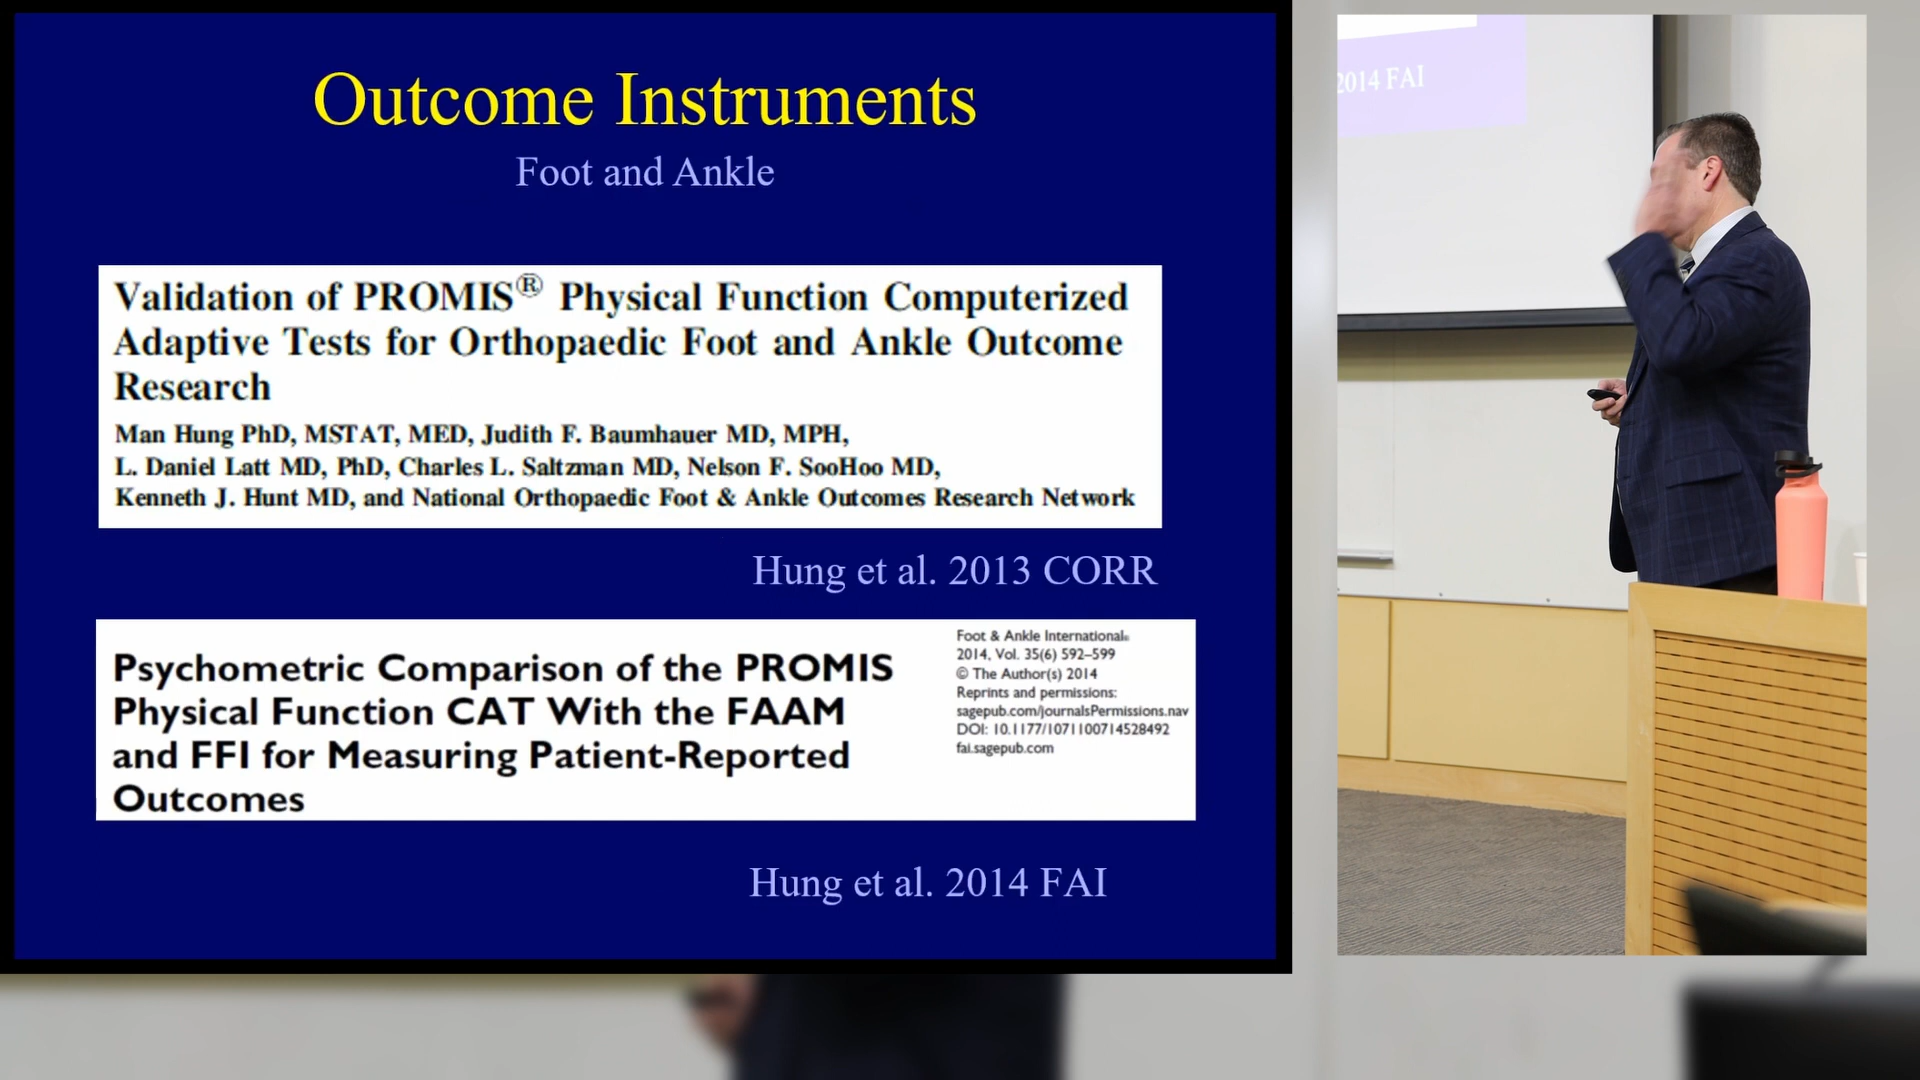 Outcome Instruments
Foot and Ankle
Validation of PROMIS® Physical Function Computerized
Adaptive Tests for Orthopaedic Foot and Ankle Outcome
Research
Man Hung PhD, MSTAT, MED, Judith F. Baumhauer MD, MPH,
L. Daniel Latt MD, PhD, Charles L. Saltzman MD, Nelson F. SooHoo MD,
Kenneth J. Hunt MD, and National Orthopaedic Foot & Ankle Outcomes Research Network
Hung et al. 2013 CORR
Psychometric Comparison of the PROMIS
Physical Function CAT With the FAAM
and FFI for Measuring Patient-Reported
Outcomes
Foot & Ankle International®
2014, Vol. 35(6) 592–599
© The Author(s) 2014
Reprints and permissions:
sagepub.com/journalsPermissions.nav
DOI: 10.1177/1071100714528492
fai.sagepub.com
Hung et al. 2014 FAI
2014 FAI